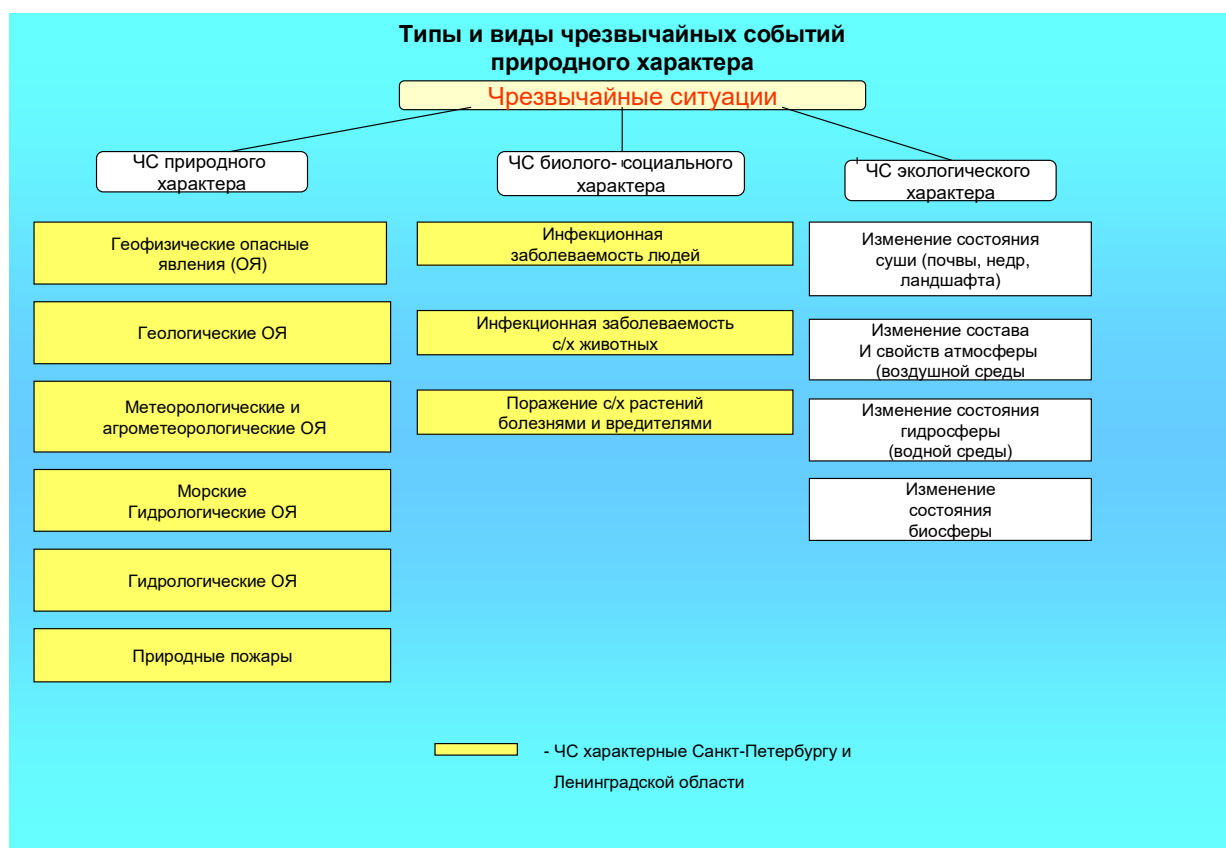 Типы и виды чрезвычайных событий
природного характера
Чрезвычайные ситуации
ЧС природного
характера
Геофизические опасные
явления (ОЯ)
Геологические ОЯ
Метеорологические и
агрометеорологические ОЯ
Морские
Гидрологические ОЯ
Гидрологические ОЯ
Природные пожары
ЧС биолого- социального
характера
Инфекционная
заболеваемость людей
Инфекционная заболеваемость
с/х животных
Поражение с/х растений
болезнями и вредителями
ЧС экологического
характера
Изменение состояния
суши (почвы, недр,
ландшафта)
Изменение состава
И свойств атмосферы
(воздушной среды
Изменение состояния
гидросферы
(водной среды)
Изменение
состояния
биосферы
- ЧС характерные Санкт-Петербургу и
Ленинградской области